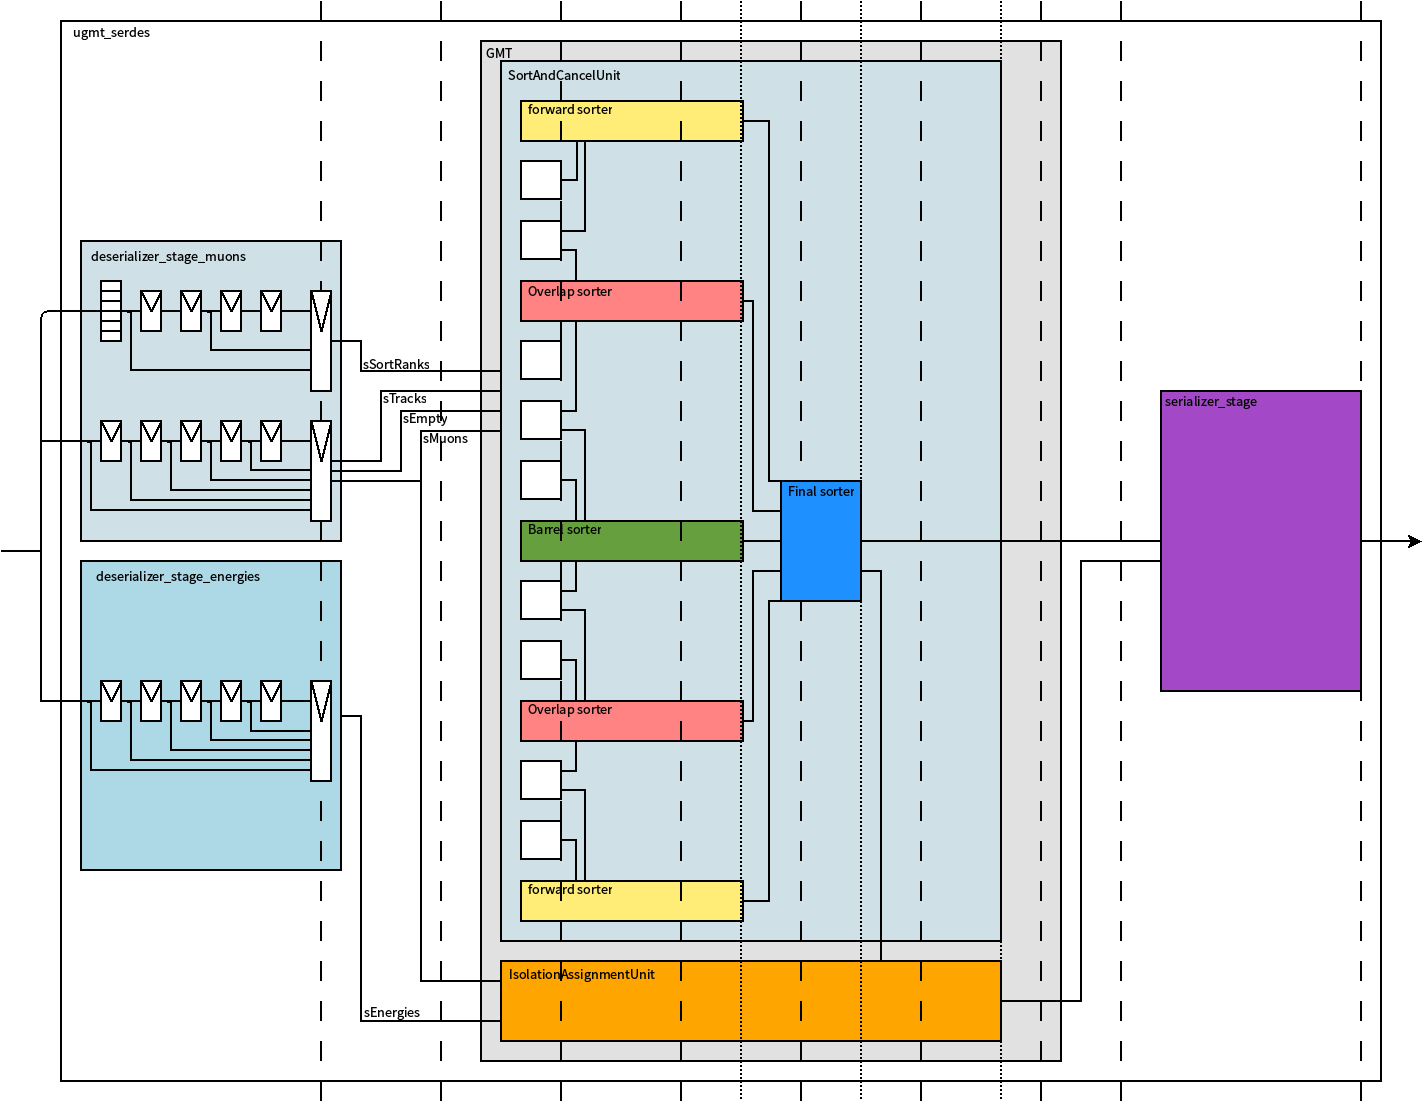 ugmt_serdes
GMT
SortAndCancelUnit
forward sorter
deserializer_stage_muons
Overlap sorter
sSortRanks
sTracks
sEmpty
sMuons
serializer_stage
Final sorter
Barrel sorter
deserializer_stage_energies
Overlap sorter
forward sorter
IsolationAssignmentUnit
sEnergies